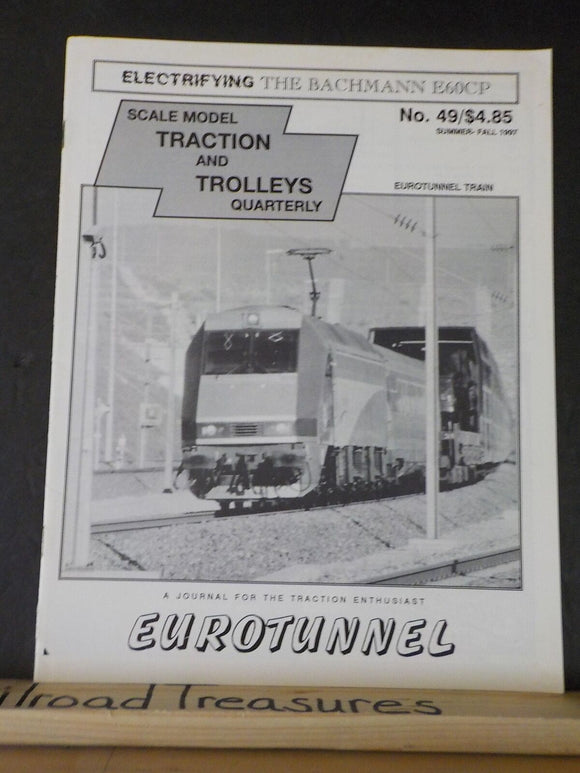 ELECTRIFYING THE BACHMANN E60CP
SCALE MODEL
TRACTION
AND
TROLLEYS
QUARTERLY
No. 49/$4.85
SUMMER- FALL 1997
EUROTUNNEL TRAIN
A JOURNAL FOR THE TRACTION ENTHUSIAST
EUROTUNNEL
ilroad Treasures